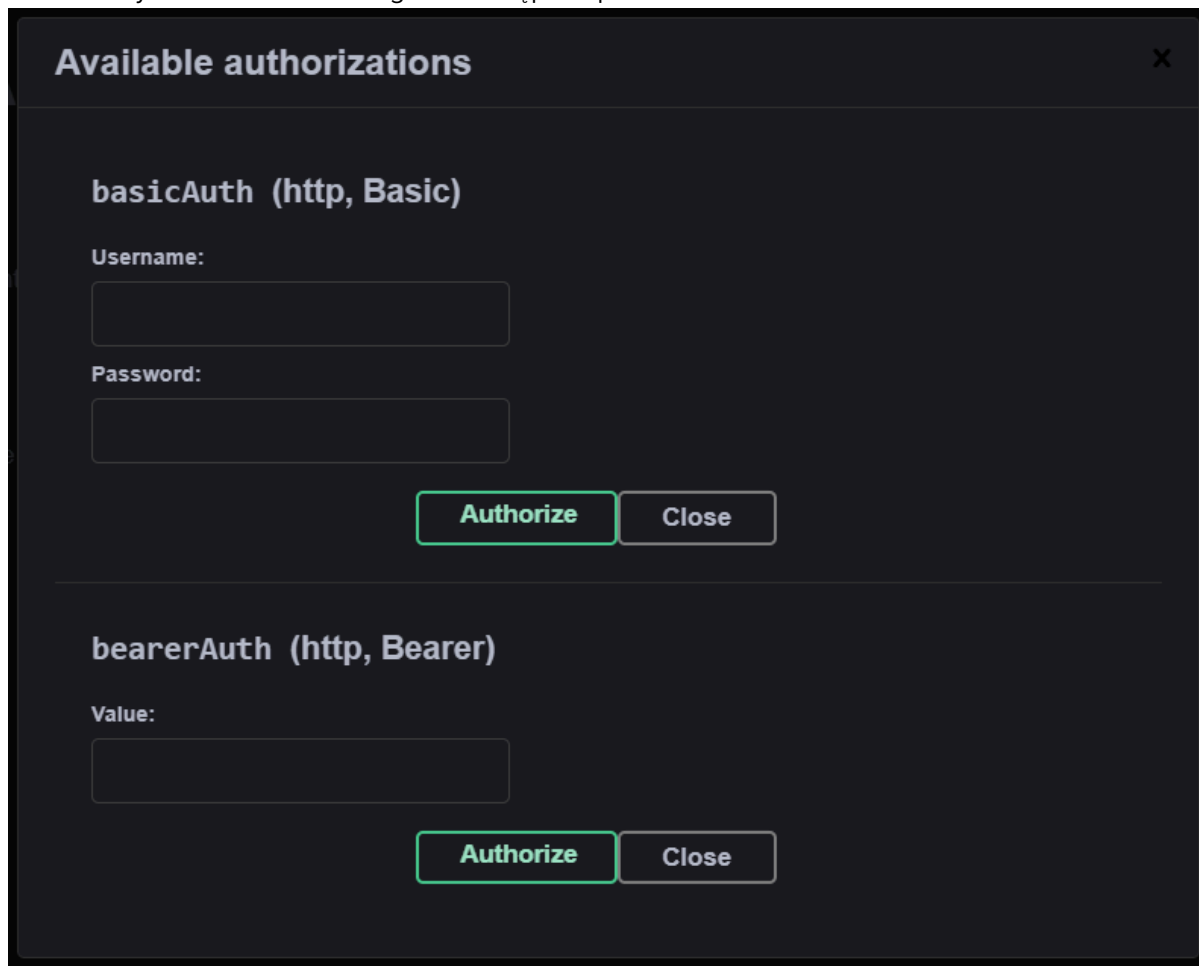 Available authorizations
basicAuth (http, Basic)
Username:
Password:
Authorize Close
bearerAuth (http, Bearer)
Value:
Authorize Close